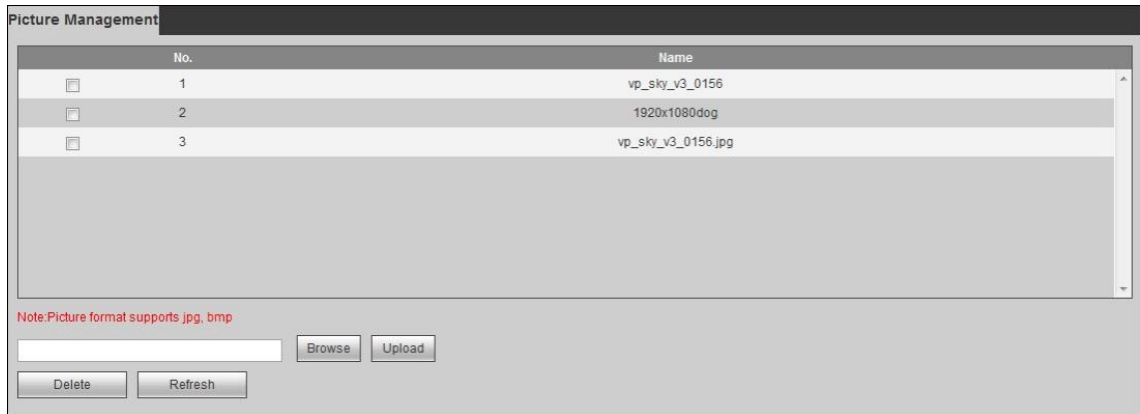 Picture Management
No. Name
1 vp_sky_v3_0156
2 1920x1080dog
3 vp_sky_v3_0156.jpg
Note:Picture format supports jpg, bmp
Browse Upload
Delete Refresh